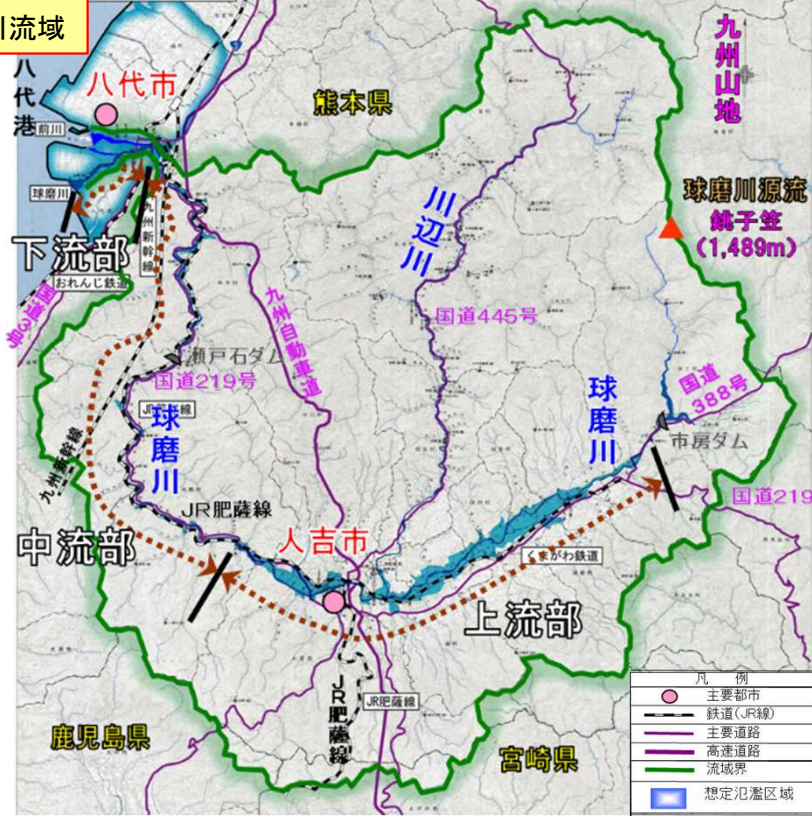 川流域
八代港
八代市
前川
球磨川
九州新幹線
下流部
おれんじ鉄道
国道3号
熊本県
九州山地
球磨川源流
銚子笠
(1,489m)
川辺川
国道445号
九州自動車道
瀬戸石ダム
国道219号
球磨川
九州新幹線
JR肥薩線
中流部
人吉市
球磨川
国道388号
市房ダム
国道219
くまがわ鉄道
上流部
JR肥薩線
JR肥薩線
鹿児島県
宮崎県
凡 例
主要都市
鉄道(JR線)
主要道路
高速道路
流域界
想定氾濫区域